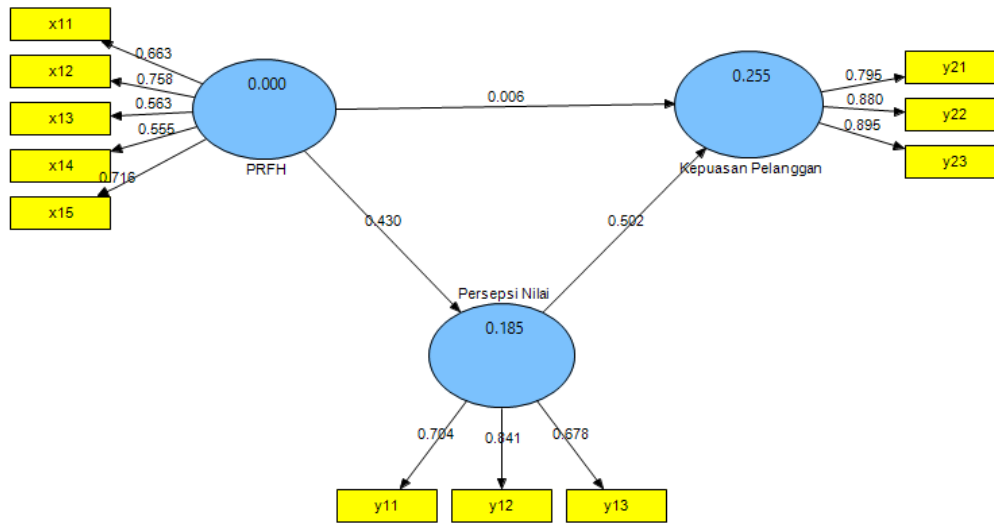 x11
0.663
x12
0.758
x13
0.563
x14
0.555
x15
0.716
0.000
PRFH
0.006
0.255
Kepuasan Pelanggan
0.795
y21
0.880
y22
0.895
y23
0.430
0.502
Persepsi Nilai
0.185
0.704
0.841
0.678
y11
y12
y13